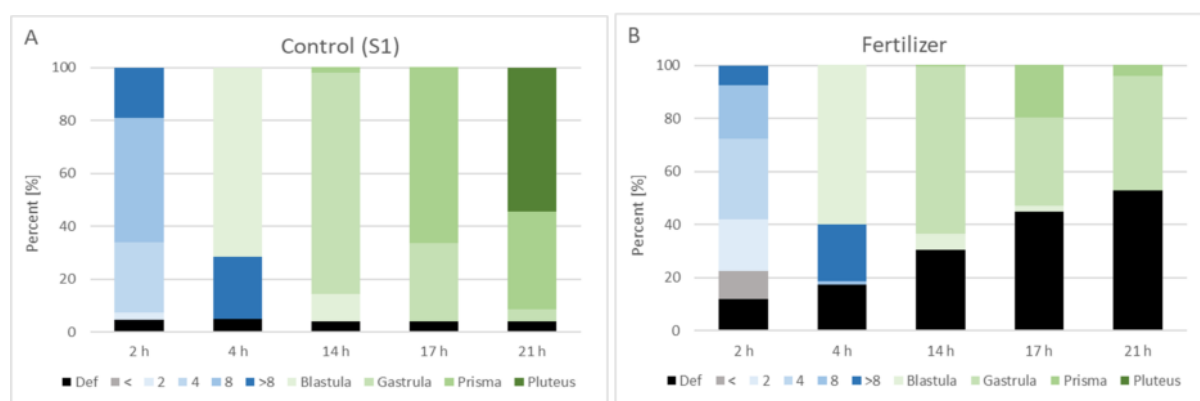 A
Control (S1)
100
80
60
40
20
0
Percent [%]
2 h 4 h 14 h 17 h 21 h
Def < 2 4 8 >8 Blastula Gastrula Prisma Pluteus
B
Fertilizer
100
80
60
40
20
0
Percent [%]
2 h 4 h 14 h 17 h 21 h
Def < 2 4 8 >8 Blastula Gastrula Prisma Pluteus